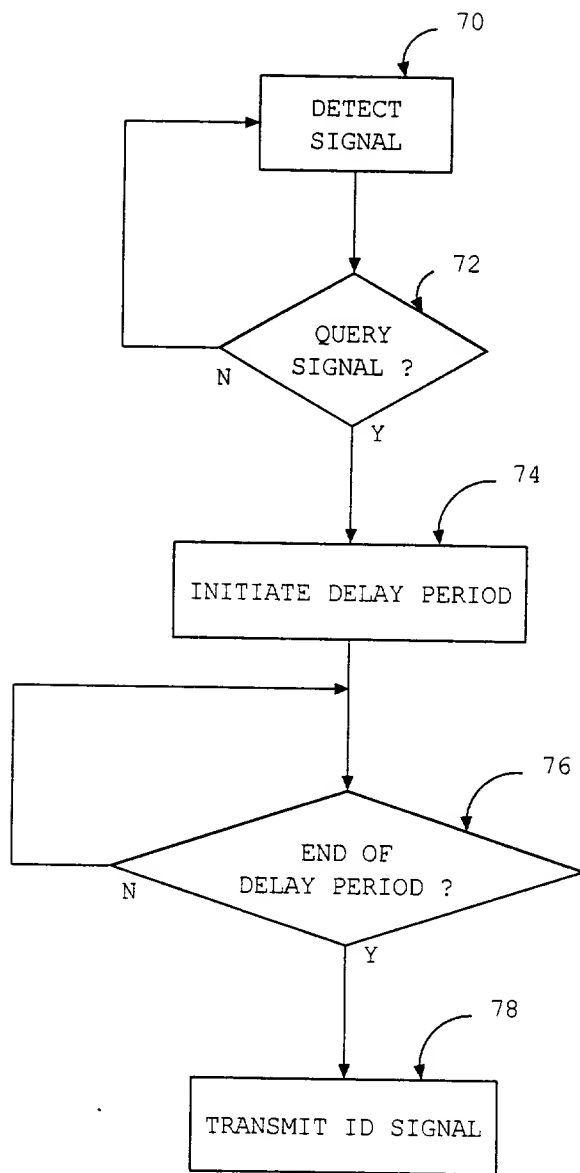 70
DETECT
SIGNAL
72
QUERY
SIGNAL ?
N
Y
74
INITIATE DELAY PERIOD
76
END OF
DELAY PERIOD ?
N
Y
78
TRANSMIT ID SIGNAL